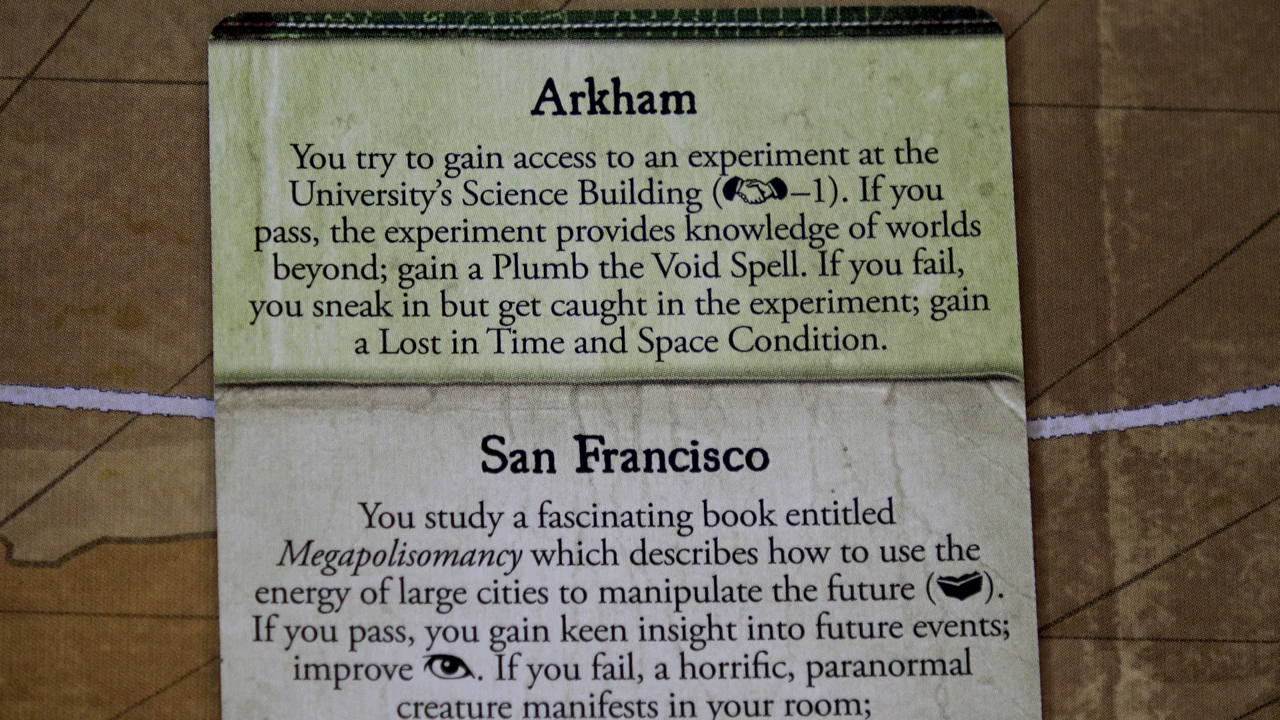 Arkham
You try to gain access to an experiment at the
University's Science Building (–1). If you
pass, the experiment provides knowledge of worlds
beyond; gain a Plumb the Void Spell. If you fail,
you sneak in but get caught in the experiment; gain
a Lost in Time and Space Condition.
San Francisco
You study a fascinating book entitled
Megapolisomancy which describes how to use the
energy of large cities to manipulate the future ().
If you pass, you gain keen insight into future events;
improve . If you fail, a horrific, paranormal
creature manifests in your room;